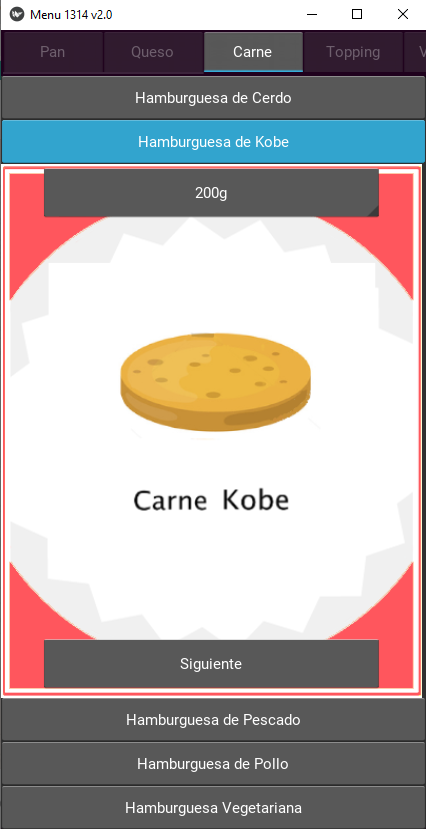 Menu 1314 v2.0
Pan Queso Carne Topping V
Hamburguesa de Cerdo
Hamburguesa de Kobe
200g
Carne Kobe
Siguiente
Hamburguesa de Pescado
Hamburguesa de Pollo
Hamburguesa Vegetariana